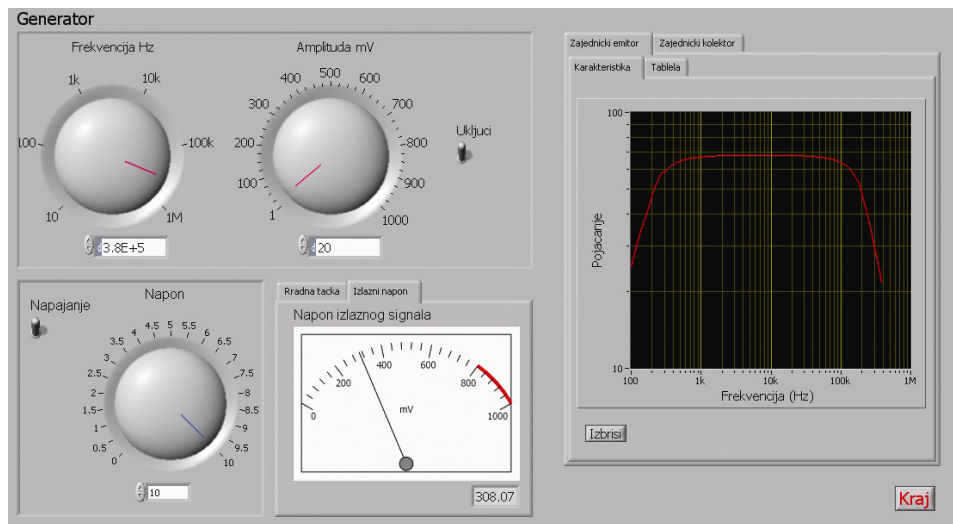 Generator
Frekvencija Hz
10
100
1k
10k
100k
1M
3.8E+5
Amplituda mV
1
100
200
300
400
500
600
700
800
900
1000
20
Ukljuci
Napajanje
Napon
0
0.5
1
1.5
2
2.5
3
3.5
4
4.5
5
5.5
6
6.5
7
7.5
8
8.5
9
9.5
10
10
Rradna tacka
Izlazni napon
Napon izlaznog signala
0
200
400
600
800
1000
mV
308.07
Zajednicki emitor
Zajednicki kolektor
Karakteristika
Tablela
Pojacanje
100
10
100
1k
10k
100k
1M
Frekvencija (Hz)
Izbrisi
Kraj